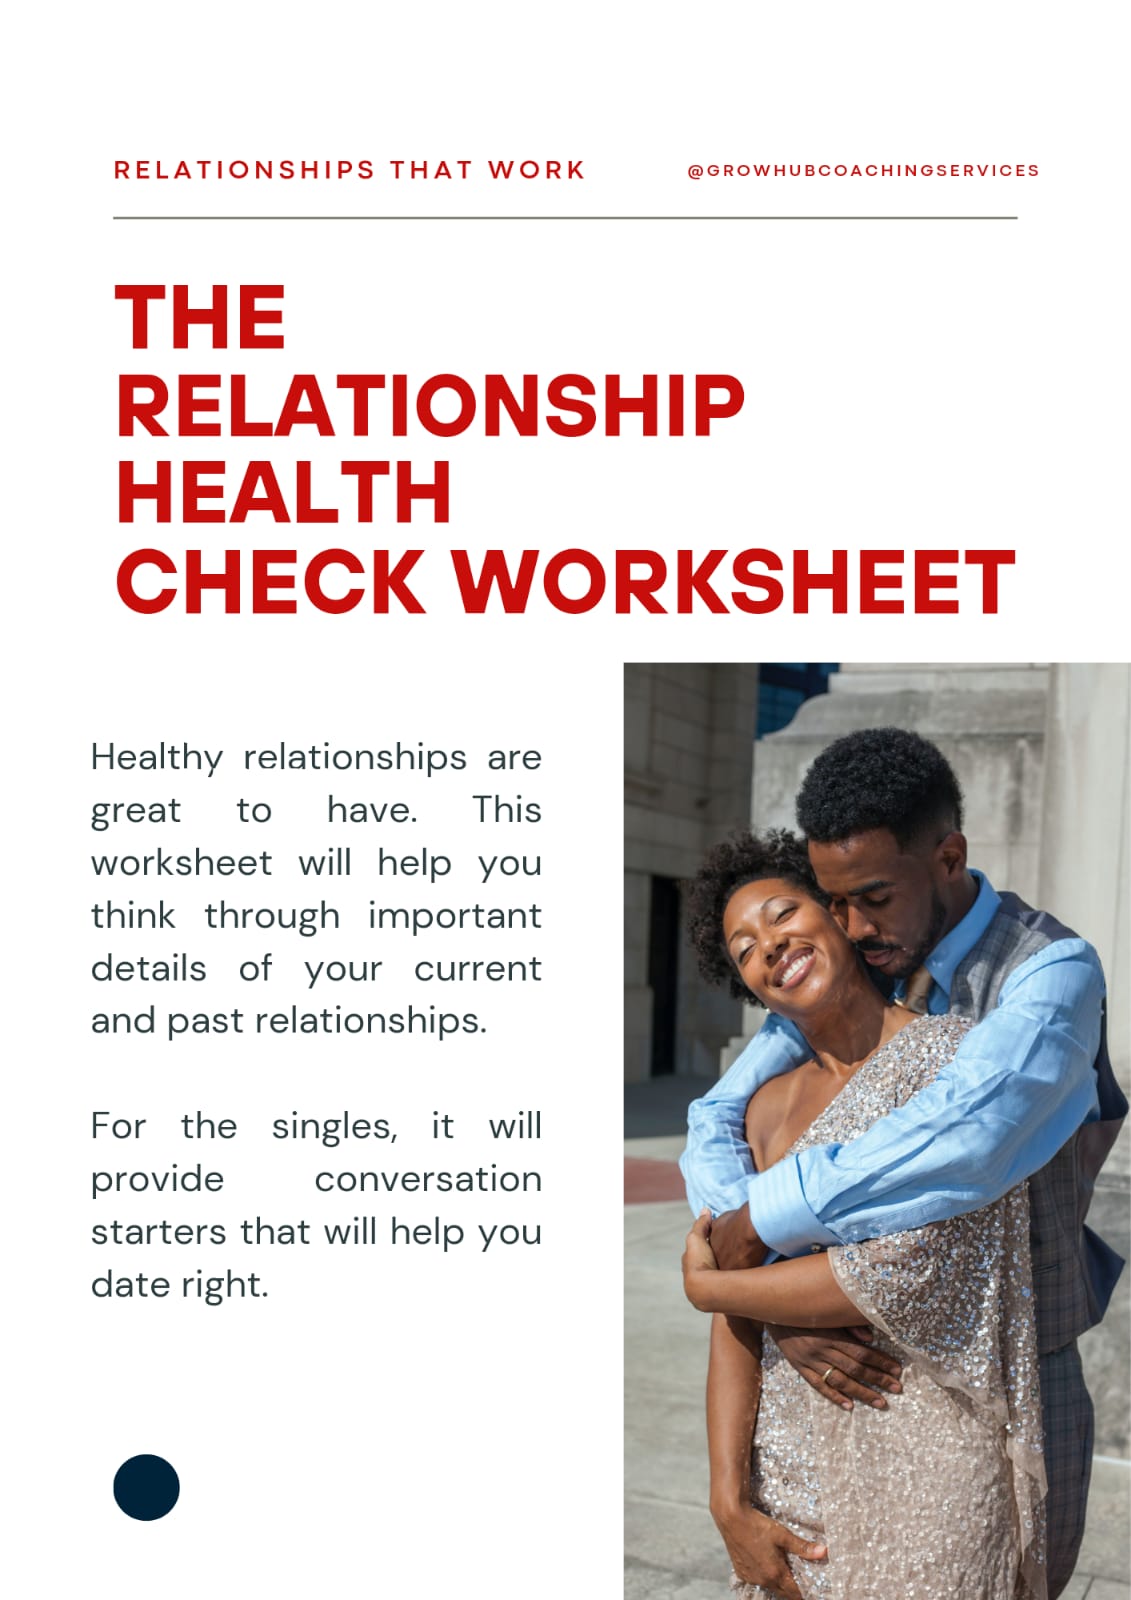 RELATIONSHIPS THAT WORK
@GROWHUBCOACHINGSERVICES
THE
RELATIONSHIP
HEALTH
CHECK WORKSHEET
Healthy relationships are
great to have. This
worksheet will help you
think through important
details of your current
and past relationships.
For the singles, it will
provide conversation
starters that will help you
date right.